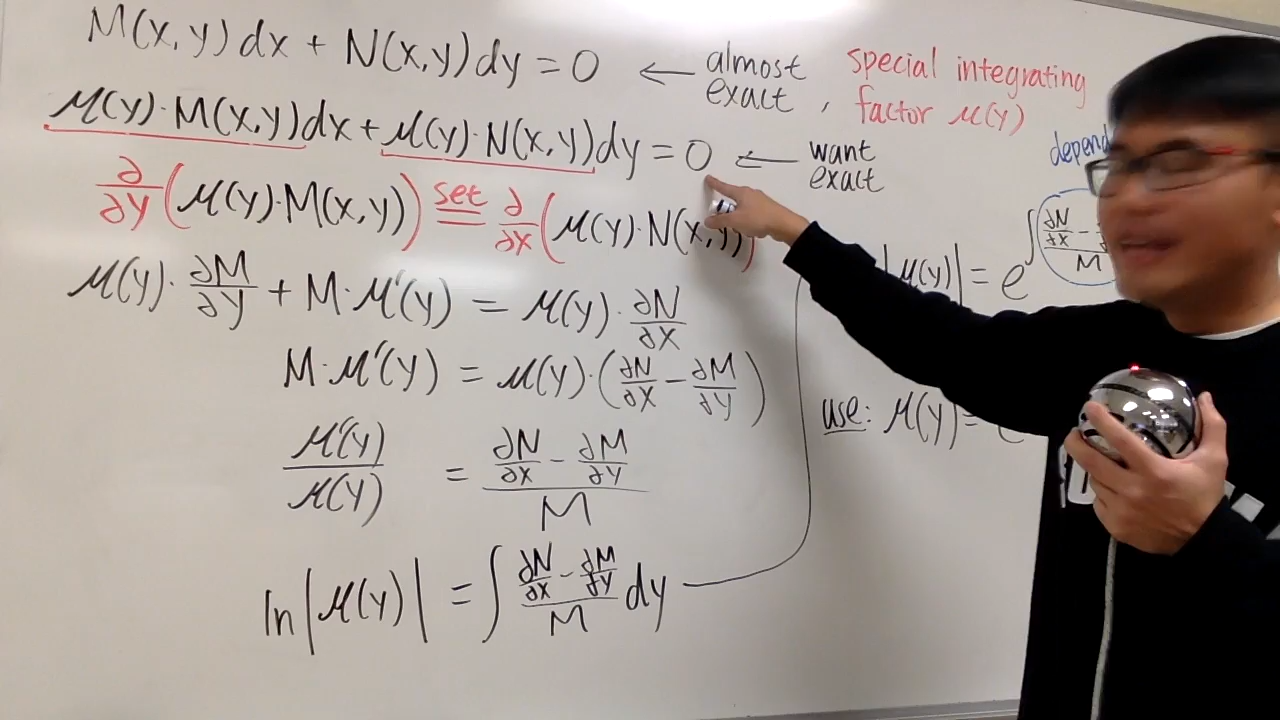 M(x,y) dx + N(x,y) dy = 0 ← almost exact, special integrating factor μ(y)
μ(y)·M(x,y)dx + μ(y)·N(x,y)dy = 0 ← want exact
∂/∂y (μ(y)·M(x,y)) set = ∂/∂x (μ(y)·N(x,y))
μ(y)·∂M/∂y + M·μ'(y) = μ(y)·∂N/∂x
M·μ'(y) = μ(y)·(∂N/∂x − ∂M/∂y)
μ'(y)/μ(y) = (∂N/∂x − ∂M/∂y)/M
ln|μ(y)| = ∫ (∂N/∂x − ∂M/∂y)/M dy
depend
|μ(y)| = e^∫ ∂N/∂x − / M
use: μ(y) = e